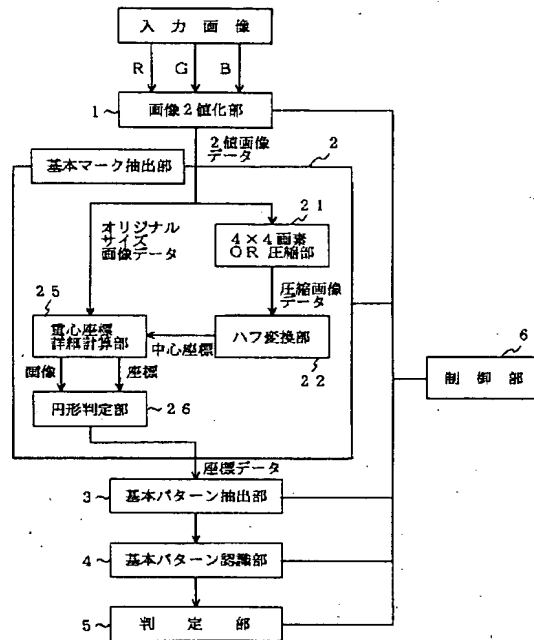 入力画像
R G B
1 画像2値化部
2値画像
データ
2
基本マーク抽出部
オリジナル
サイズ
画像データ
21
4×4画素
OR圧縮部
圧縮画像
データ
25
重心座標
詳細計算部
中心座標
ハフ変換部
22
画像 座標
円形判定部 26
6
制御部
座標データ
3 基本パターン抽出部
4 基本パターン認識部
5 判定部